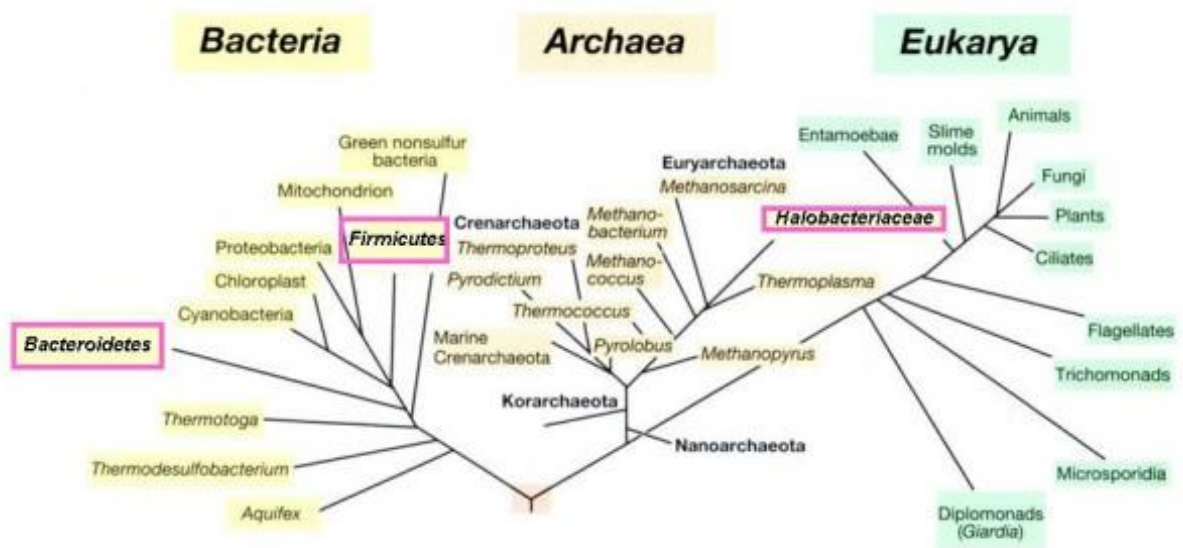 Bacteria
Archaea
Eukarya
Green nonsulfur
bacteria
Mitochondrion
Firmicutes
Proteobacteria
Chloroplast
Cyanobacteria
Bacteroidetes
Thermotoga
Thermodesulfobacterium
Aquifex
Crenarchaeota
Thermoproteus
Pyrodictium
Thermococcus
Marine
Crenarchaeota
Pyrolobus
Korarchaeota
Euryarchaeota
Methanosarcina
Methano-
bacterium
Methano-
coccus
Halobacteriaceae
Thermoplasma
Methanopyrus
Nanoarchaeota
Entamoebae
Slime
molds
Animals
Fungi
Plants
Ciliates
Flagellates
Trichomonads
Microsporidia
Diplomonads
(Giardia)